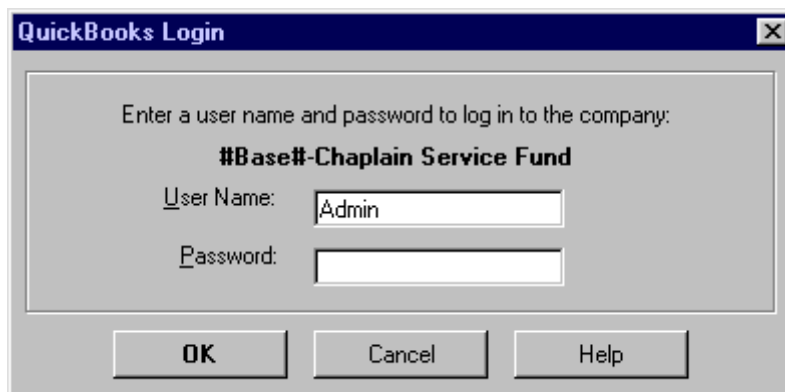 QuickBooks Login
Enter a user name and password to log in to the company:
#Base#-Chaplain Service Fund
User Name: Admin
Password:
OK Cancel Help